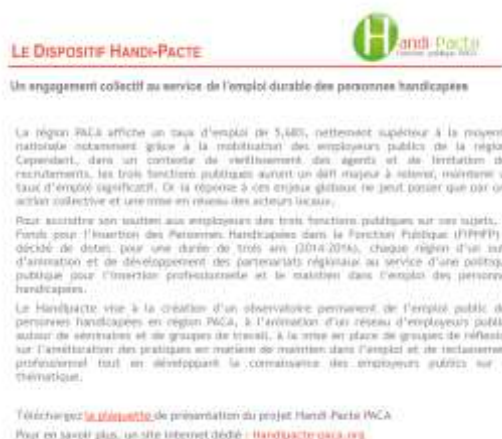 Handi-Pacte
LE DISPOSITIF HANDI-PACTE
Un engagement collectif au service de l'emploi durable des personnes handicapées
La région PACA affiche un taux d'emploi de 5,68%, nettement supérieure à la moyenne
nationale notamment grâce à la mobilisation des employeurs publics de la région
Cependant, dans un contexte de vieillissement des agents et de limitation de
recrutements, les trois fonctions publiques auront un défi majeur à relever, maintenir
taux d'emploi significatif. Or la réponse à ces enjeux globaux ne peut passer que par
action collective et une mise en réseau des acteurs locaux.
Pour accroître son soutien aux employeurs des trois fonctions publiques sur ces sujets,
Fonds pour l'Insertion des Personnes Handicapées dans la Fonction Publique (FIPHFP)
décidé de doter, pour une durée de trois ans (2014-2016), chaque région d'un
d'animation et de développement des partenariats régionaux au service d'une politique
publique pour l'insertion professionnelle et le maintien dans l'emploi des personnes
handicapées.
Le Handipacte vise à la création d'un observatoire permanent de l'emploi public de
personnes handicapées en région PACA, à l'animation d'un réseau d'employeurs publics
autour de séminaires et de groupes de travail, à la mise en place de groupes de réflexion
sur l'amélioration des pratiques en matière de maintien dans l'emploi et de reclassement
professionnel tout en développant la connaissance des employeurs publics sur
thématique.
Téléchargez la plaquette de présentation du projet Handi-Pacte PACA
Pour en savoir plus, un site internet dédié : Handipacte-paca.org